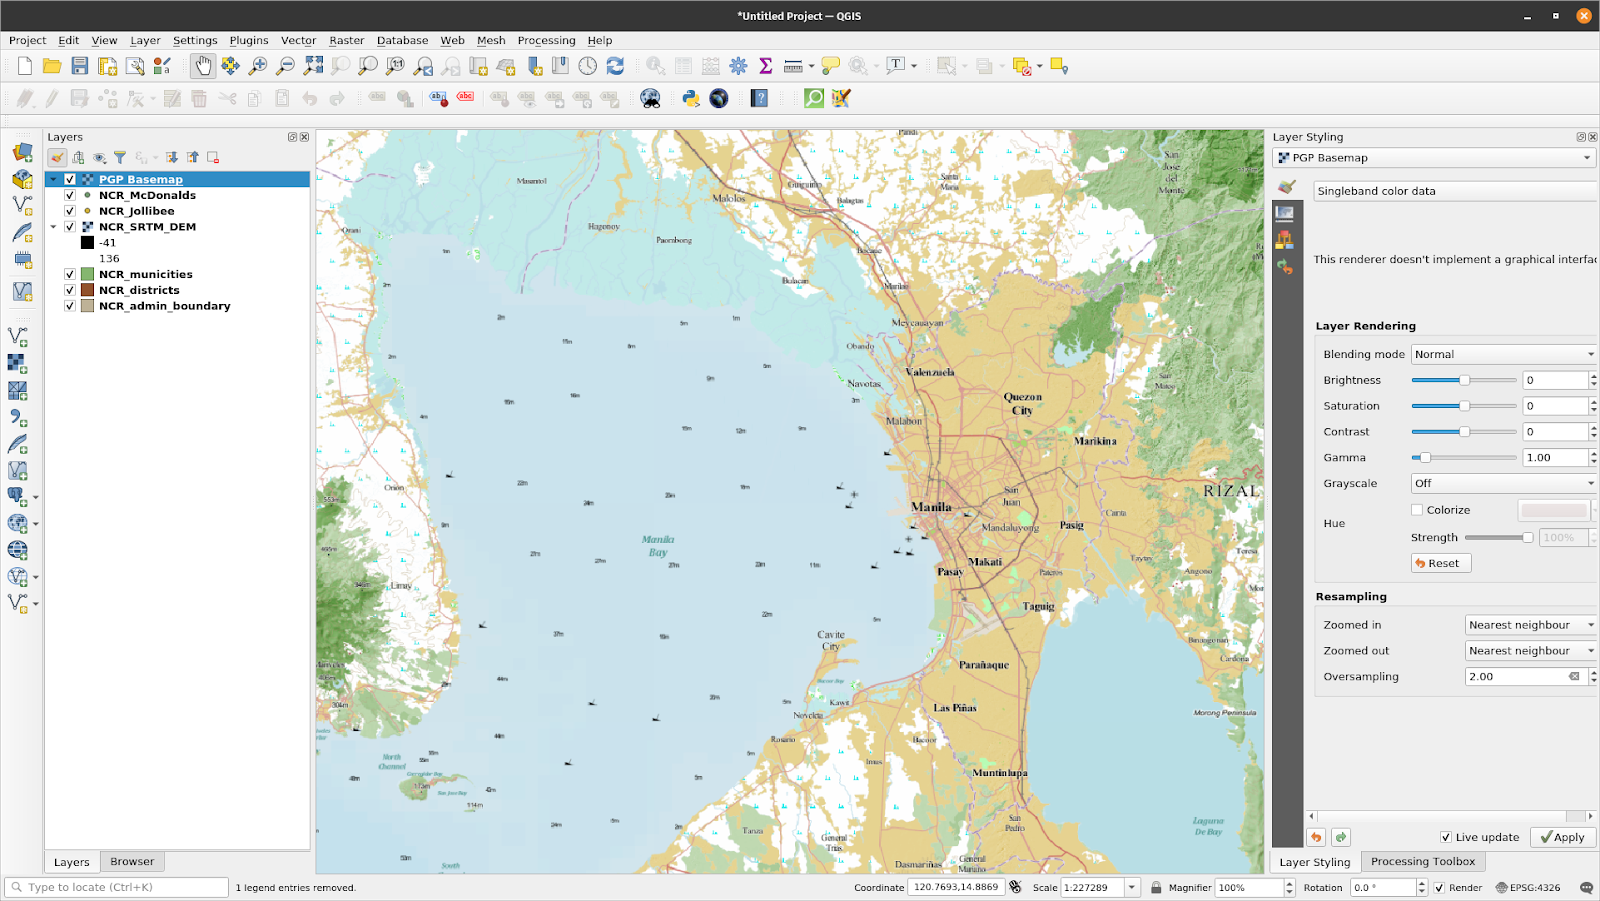 *Untitled Project — QGIS
Project Edit View Layer Settings Plugins Vector Raster Database Web Mesh Processing Help
Layers
PGP Basemap
NCR_McDonalds
NCR_Jollibee
NCR_SRTM_DEM
-41
136
NCR_municities
NCR_districts
NCR_admin_boundary
Layers Browser
Masantol
Hagonoy
Paombong
Malolos
Guiguinto
Balagtas
Santa
Maria
Pandi
San
Jose
del
Monte
Bocaue
Bulacan
Marilao
Meycauayan
Obando
Valenzuela
Navotas
Malabon
Quezon
City
Marikina
San
Mateo
Orani
Orion
Limay
RIZAL
Manila
San
Juan
Mandaluyong
Pasig
Cainta
Taytay
Angono
Makati
Pasay
Pateros
Taguig
Manila
Bay
Cavite
City
Parañaque
Binangonan
Cardona
Morong Peninsula
Las Piñas
Kawit
Noveleta
Rosario
Bacoor
Imus
Muntinlupa
North
Channel
Tanza
General
Trias
San
Pedro
Laguna
De Bay
Dasmariñas
General
Mariano
South
Layer Styling
PGP Basemap
Singleband color data
This renderer doesn't implement a graphical interfac
Layer Rendering
Blending mode Normal
Brightness 0
Saturation 0
Contrast 0
Gamma 1.00
Grayscale Off
Hue Colorize
Strength 100%
Reset
Resampling
Zoomed in Nearest neighbour
Zoomed out Nearest neighbour
Oversampling 2.00
Live update Apply
Layer Styling Processing Toolbox
Type to locate (Ctrl+K) 1 legend entries removed. Coordinate 120.7693,14.8869 Scale 1:227289 Magnifier 100% Rotation 0.0 ° Render EPSG:4326